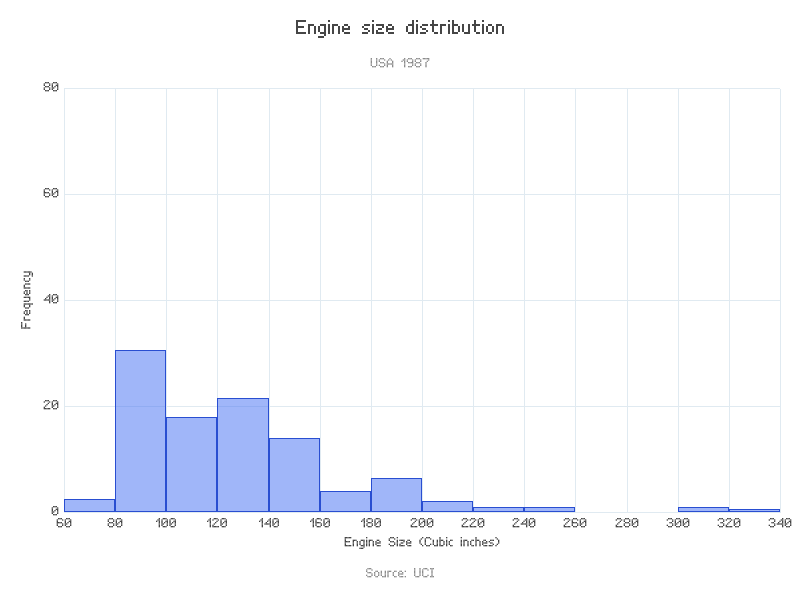 Engine size distribution
USA 1987
80
60
40
20
0
Frequency
60 80 100 120 140 160 180 200 220 240 260 280 300 320 340
Engine Size (Cubic inches)
Source: UCI